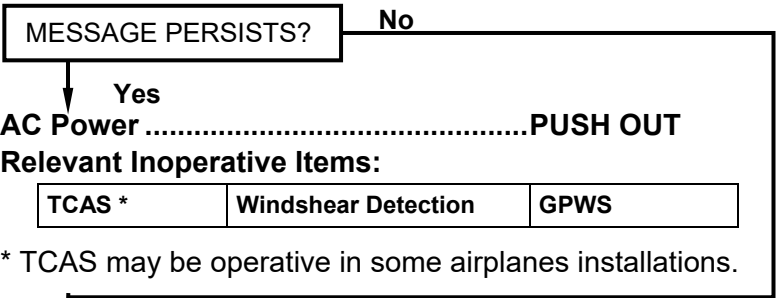 MESSAGE PERSISTS? No
Yes
AC Power ...............................................PUSH OUT
Relevant Inoperative Items:
TCAS * Windshear Detection GPWS
* TCAS may be operative in some airplanes installations.